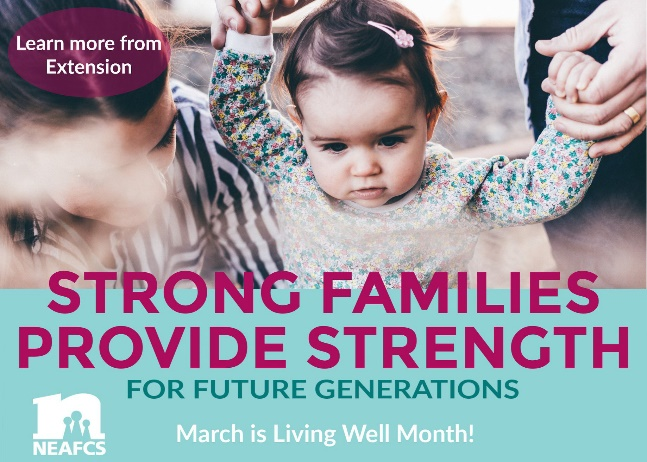 Learn more from
Extension
STRONG FAMILIES
PROVIDE STRENGTH
FOR FUTURE GENERATIONS
March is Living Well Month!
n
NEAFCS